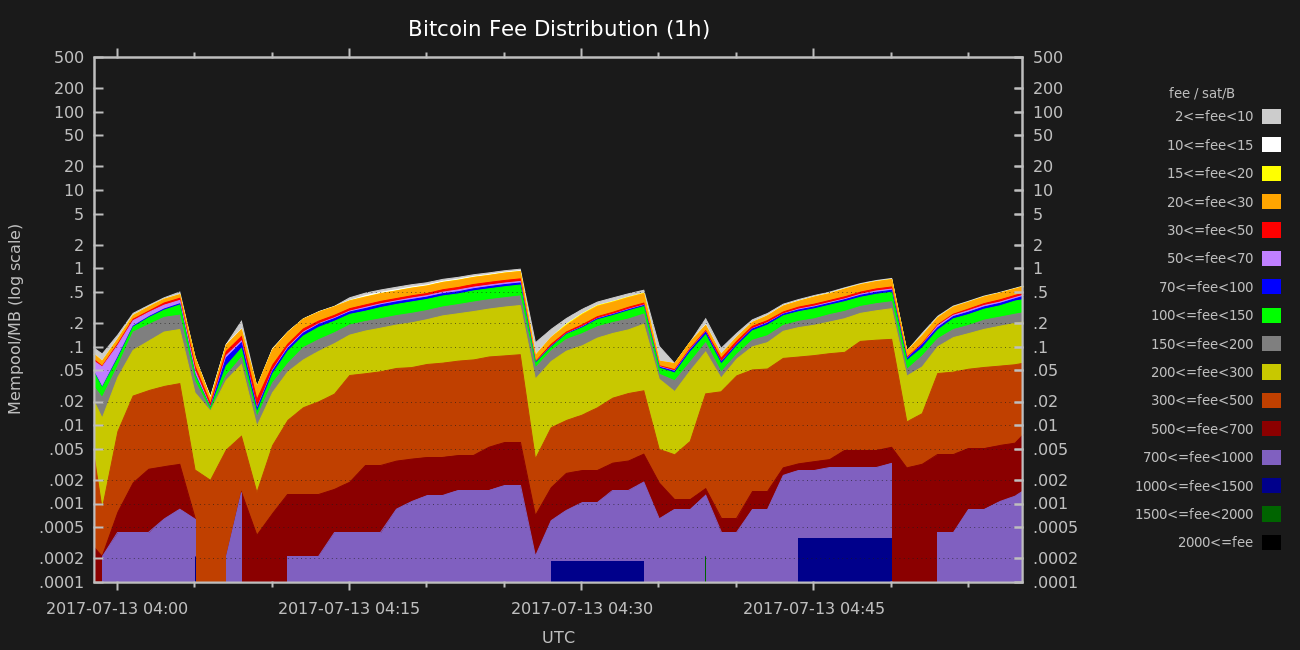 Bitcoin Fee Distribution (1h)
500
200
100
50
20
10
5
2
1
.5
.2
.1
.05
.02
.01
.005
.002
.001
.0005
.0002
.0001
Mempool/MB (log scale)
500
200
100
50
20
10
5
2
1
.5
.2
.1
.05
.02
.01
.005
.002
.001
.0005
.0002
.0001
2017-07-13 04:00
2017-07-13 04:15
2017-07-13 04:30
2017-07-13 04:45
UTC
fee / sat/B
2<=fee<10
10<=fee<15
15<=fee<20
20<=fee<30
30<=fee<50
50<=fee<70
70<=fee<100
100<=fee<150
150<=fee<200
200<=fee<300
300<=fee<500
500<=fee<700
700<=fee<1000
1000<=fee<1500
1500<=fee<2000
2000<=fee